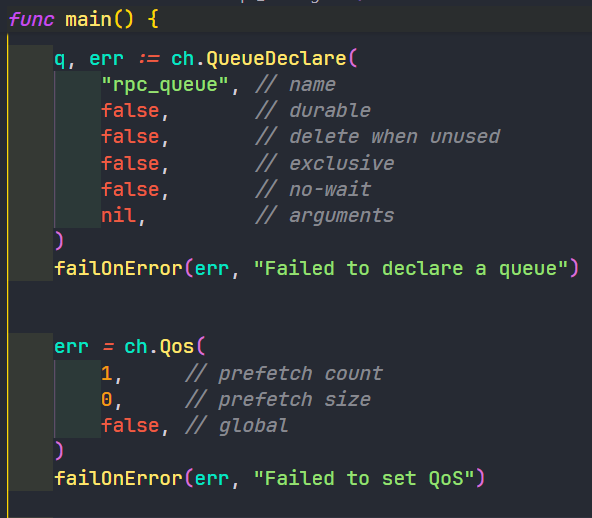 func main() {
q, err := ch.QueueDeclare(
"rpc_queue", // name
false, // durable
false, // delete when unused
false, // exclusive
false, // no-wait
nil, // arguments
)
failOnError(err, "Failed to declare a queue")
err = ch.Qos(
1, // prefetch count
0, // prefetch size
false, // global
)
failOnError(err, "Failed to set QoS")